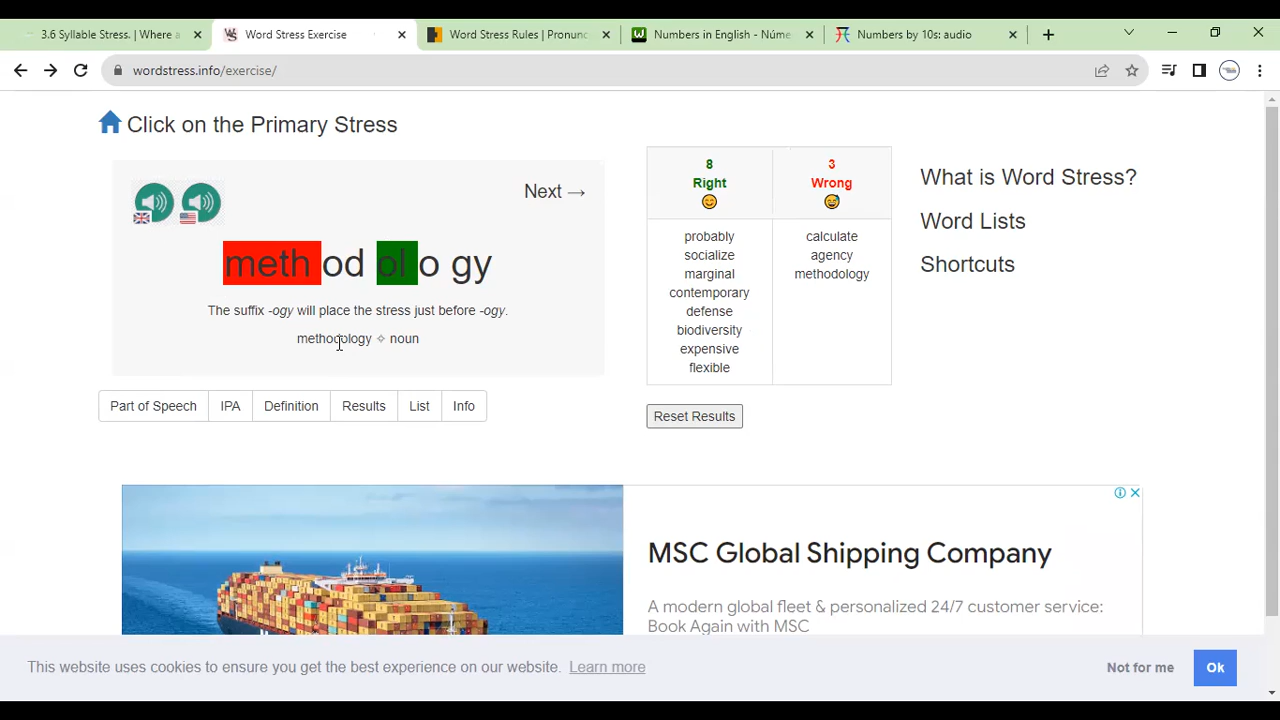 3.6 Syllable Stress. | Where a
Word Stress Exercise
Word Stress Rules | Pronunc
Numbers in English - Núme
Numbers by 10s: audio
wordstress.info/exercise/
Click on the Primary Stress
Next →
meth od ol o gy
The suffix -ogy will place the stress just before -ogy.
methodology ✧ noun
Part of Speech IPA Definition Results List Info
8 3
Right Wrong
probably calculate
socialize agency
marginal methodology
contemporary
defense
biodiversity
expensive
flexible
Reset Results
What is Word Stress?
Word Lists
Shortcuts
MSC Global Shipping Company
A modern global fleet & personalized 24/7 customer service:
Book Again with MSC
This website uses cookies to ensure you get the best experience on our website. Learn more Not for me Ok